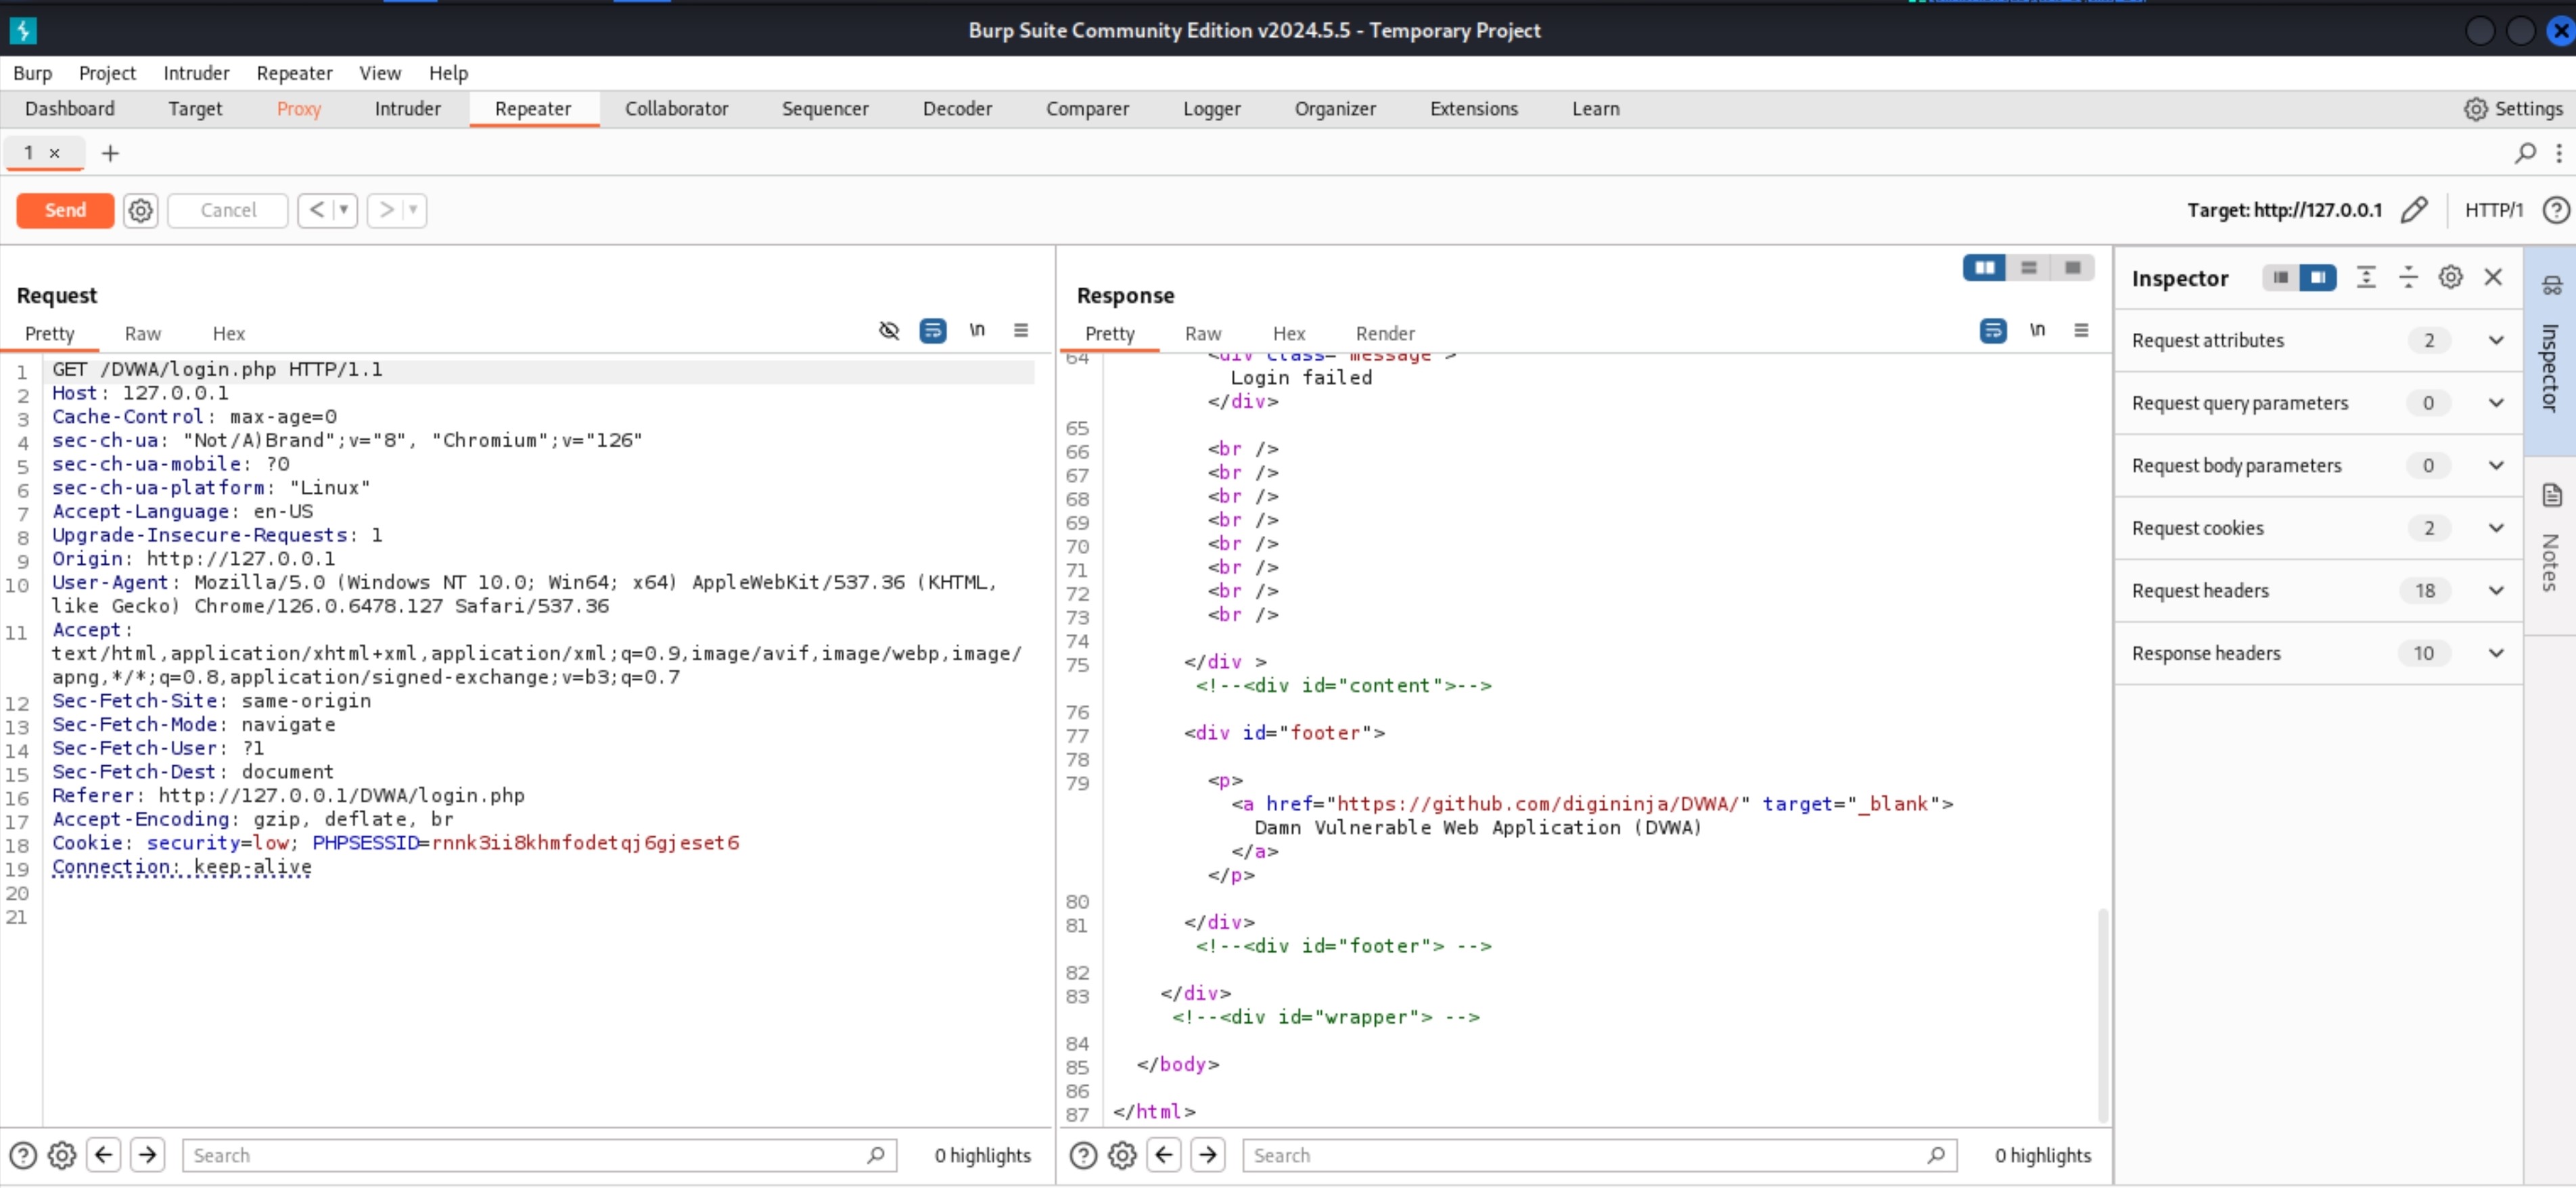 Burp Suite Community Edition v2024.5.5 - Temporary Project
Burp Project Intruder Repeater View Help
Dashboard Target Proxy Intruder Repeater Collaborator Sequencer Decoder Comparer Logger Organizer Extensions Learn Settings
1 × +
Send Cancel < > Target: http://127.0.0.1 HTTP/1
Request
Pretty Raw Hex \n
1 GET /DVWA/login.php HTTP/1.1
2 Host: 127.0.0.1
3 Cache-Control: max-age=0
4 sec-ch-ua: "Not/A)Brand";v="8", "Chromium";v="126"
5 sec-ch-ua-mobile: ?0
6 sec-ch-ua-platform: "Linux"
7 Accept-Language: en-US
8 Upgrade-Insecure-Requests: 1
9 Origin: http://127.0.0.1
10 User-Agent: Mozilla/5.0 (Windows NT 10.0; Win64; x64) AppleWebKit/537.36 (KHTML,
like Gecko) Chrome/126.0.6478.127 Safari/537.36
11 Accept:
text/html,application/xhtml+xml,application/xml;q=0.9,image/avif,image/webp,image/
apng,*/*;q=0.8,application/signed-exchange;v=b3;q=0.7
12 Sec-Fetch-Site: same-origin
13 Sec-Fetch-Mode: navigate
14 Sec-Fetch-User: ?1
15 Sec-Fetch-Dest: document
16 Referer: http://127.0.0.1/DVWA/login.php
17 Accept-Encoding: gzip, deflate, br
18 Cookie: security=low; PHPSESSID=rnnk3ii8khmfodetqj6gjeset6
19 Connection: keep-alive
20
21
Search 0 highlights
Response
Pretty Raw Hex Render \n
64 <div class="message">
Login failed
</div>
65
66 <br />
67 <br />
68 <br />
69 <br />
70 <br />
71 <br />
72 <br />
73 <br />
74
75 </div >
<!--<div id="content">-->
76
77 <div id="footer">
78
79 <p>
<a href="https://github.com/digininja/DVWA/" target="_blank">
Damn Vulnerable Web Application (DVWA)
</a>
</p>
80
81 </div>
<!--<div id="footer"> -->
82
83 </div>
<!--<div id="wrapper"> -->
84
85 </body>
86
87 </html>
Search 0 highlights
Inspector
Request attributes 2
Request query parameters 0
Request body parameters 0
Request cookies 2
Request headers 18
Response headers 10
Inspector
Notes